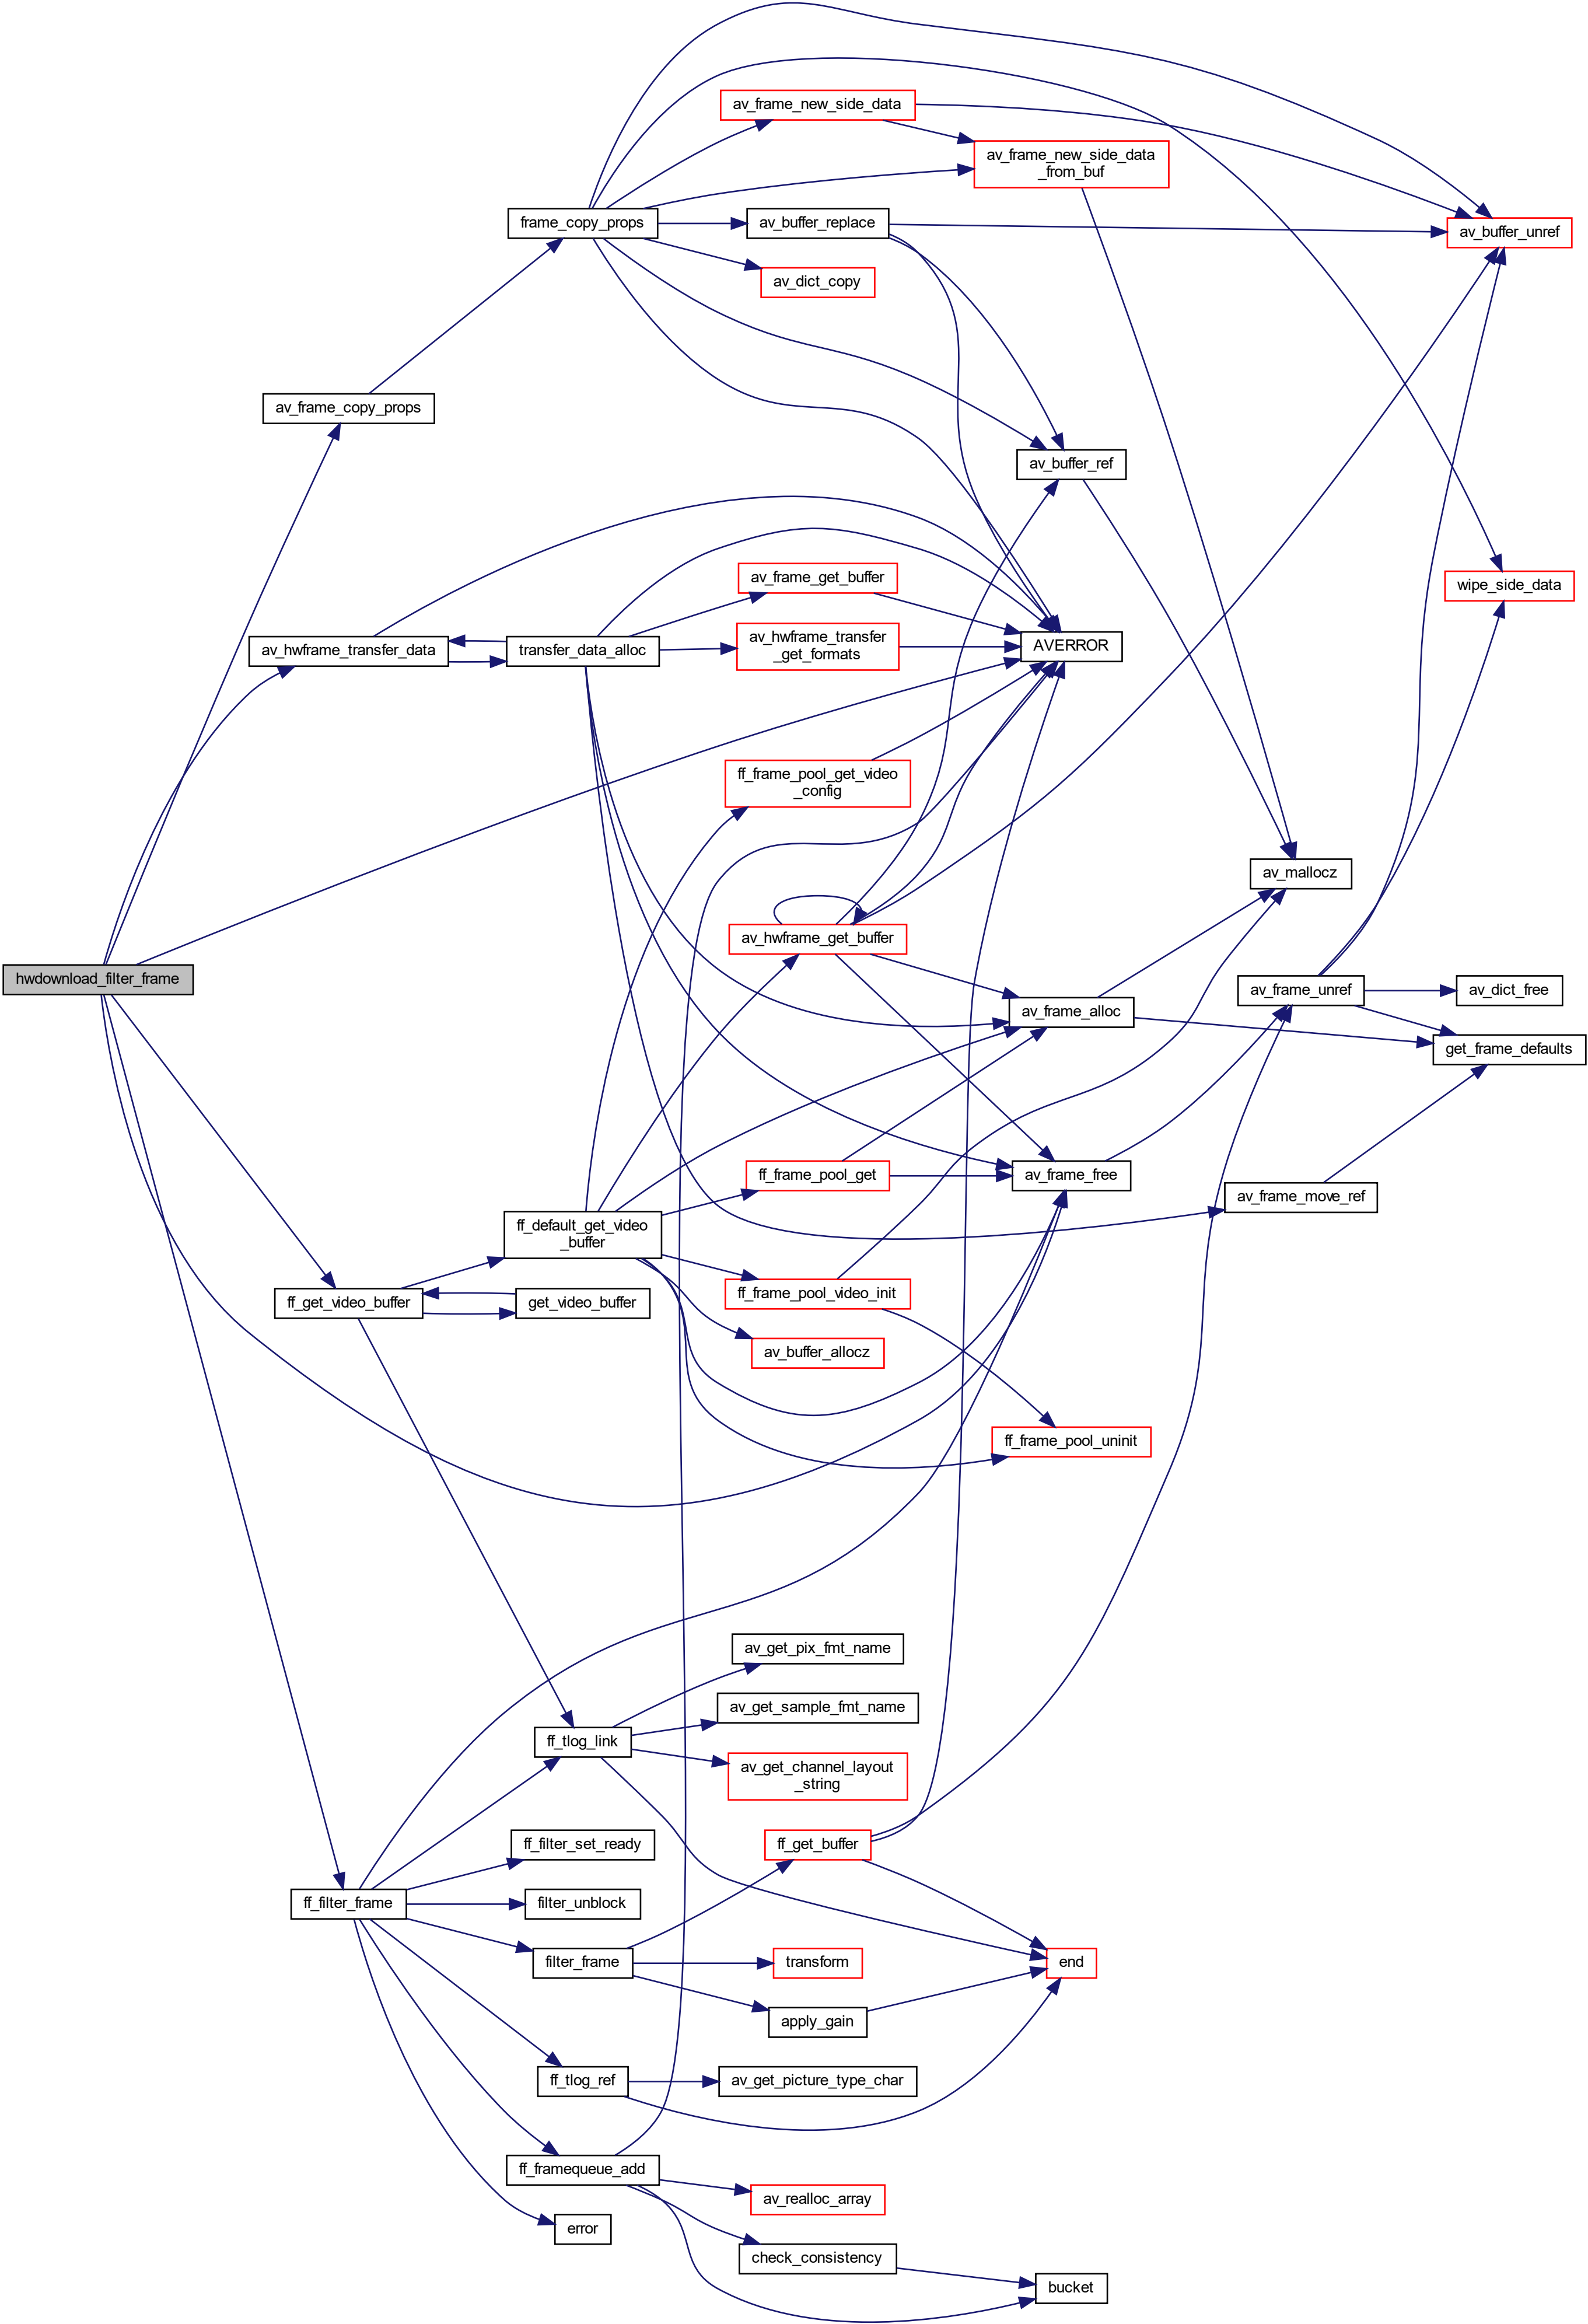 av_frame_new_side_data
av_frame_new_side_data
_from_buf
frame_copy_props
av_buffer_replace
av_buffer_unref
av_dict_copy
av_frame_copy_props
av_buffer_ref
av_frame_get_buffer
wipe_side_data
av_hwframe_transfer_data
transfer_data_alloc
av_hwframe_transfer
_get_formats
AVERROR
ff_frame_pool_get_video
_config
av_mallocz
av_hwframe_get_buffer
hwdownload_filter_frame
av_frame_unref
av_dict_free
av_frame_alloc
get_frame_defaults
ff_frame_pool_get
av_frame_free
av_frame_move_ref
ff_default_get_video
_buffer
ff_get_video_buffer
get_video_buffer
ff_frame_pool_video_init
av_buffer_allocz
ff_frame_pool_uninit
av_get_pix_fmt_name
av_get_sample_fmt_name
ff_tlog_link
av_get_channel_layout
_string
ff_filter_set_ready
ff_get_buffer
ff_filter_frame
filter_unblock
filter_frame
transform
end
apply_gain
ff_tlog_ref
av_get_picture_type_char
ff_framequeue_add
av_realloc_array
error
check_consistency
bucket